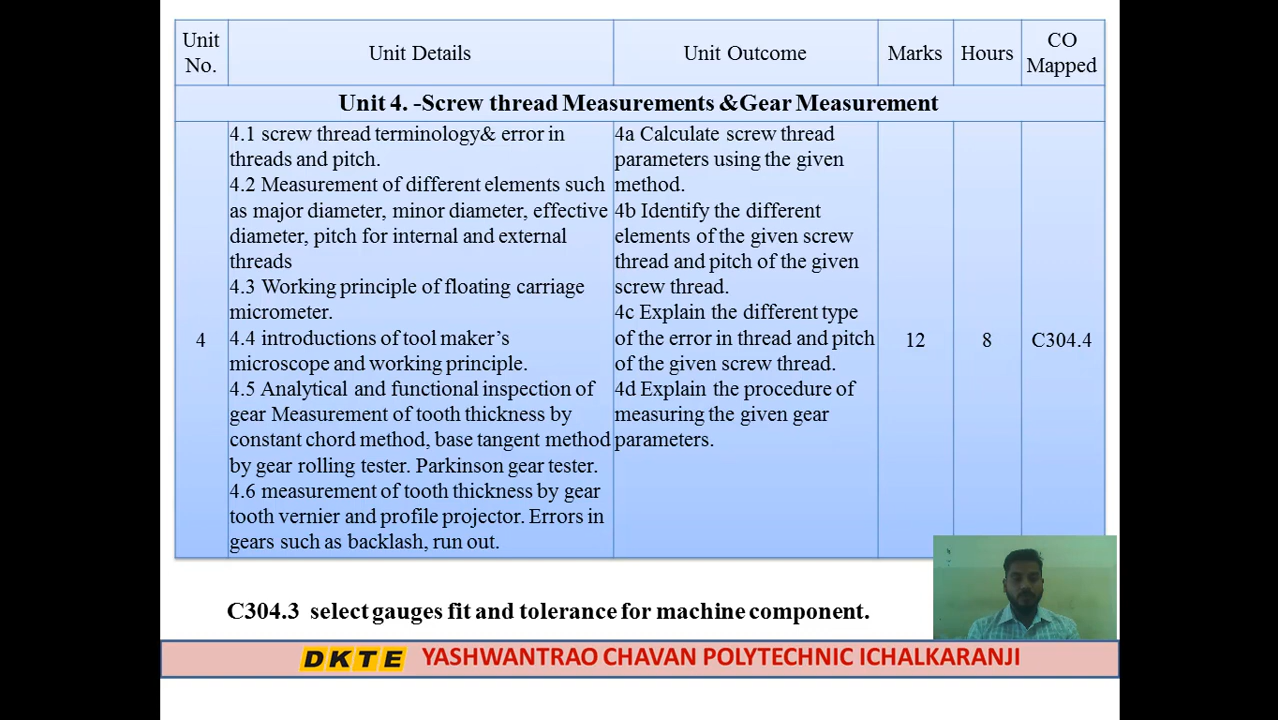 Unit No.
Unit Details
Unit Outcome
Marks
Hours
CO Mapped
Unit 4. -Screw thread Measurements &Gear Measurement
4
4.1 screw thread terminology& error in
threads and pitch.
4.2 Measurement of different elements such
as major diameter, minor diameter, effective
diameter, pitch for internal and external
threads
4.3 Working principle of floating carriage
micrometer.
4.4 introductions of tool maker's
microscope and working principle.
4.5 Analytical and functional inspection of
gear Measurement of tooth thickness by
constant chord method, base tangent method
by gear rolling tester. Parkinson gear tester.
4.6 measurement of tooth thickness by gear
tooth vernier and profile projector. Errors in
gears such as backlash, run out.
4a Calculate screw thread
parameters using the given
method.
4b Identify the different
elements of the given screw
thread and pitch of the given
screw thread.
4c Explain the different type
of the error in thread and pitch
of the given screw thread.
4d Explain the procedure of
measuring the given gear
parameters.
12
8
C304.4
C304.3 select gauges fit and tolerance for machine component.
DKTE YASHWANTRAO CHAVAN POLYTECHNIC ICHALKARANJI